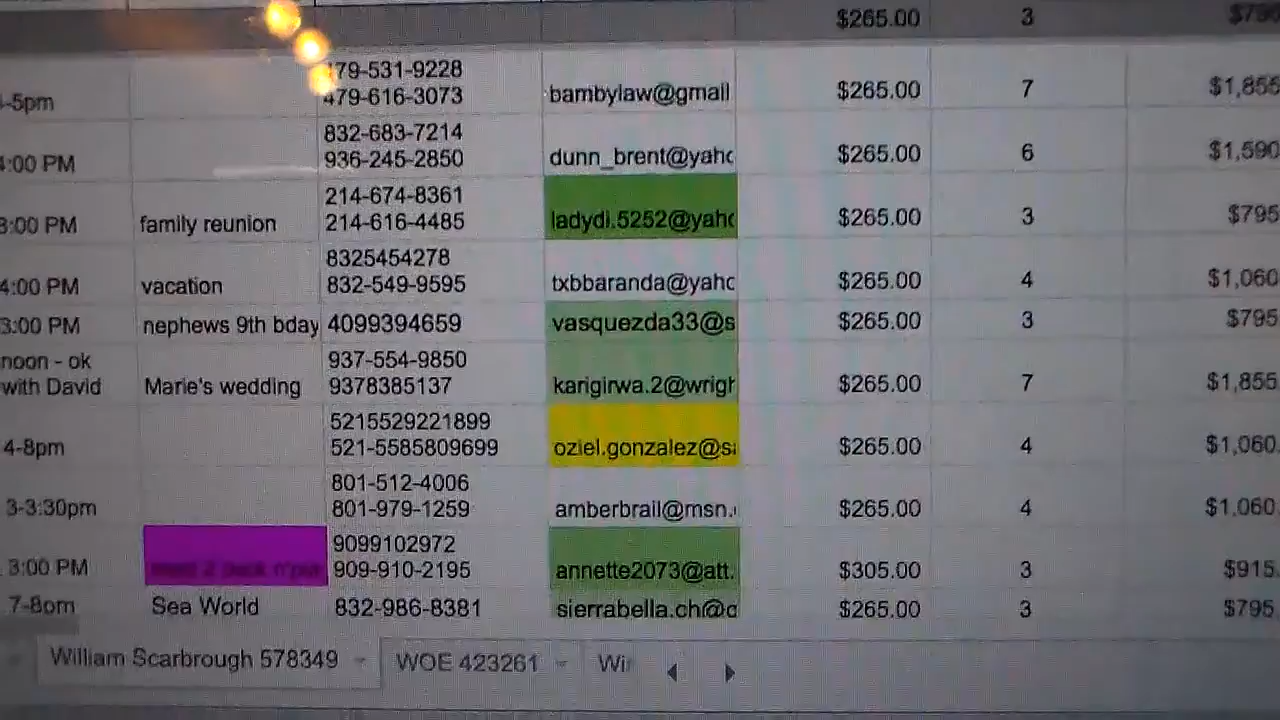 $265.00 3 $795
79-531-9228
-5pm 479-616-3073 bambylaw@gmail $265.00 7 $1,855
832-683-7214
4:00 PM 936-245-2850 dunn_brent@yaho $265.00 6 $1,590
214-674-8361
3:00 PM family reunion 214-616-4485 ladydi.5252@yaho $265.00 3 $795
8325454278
4:00 PM vacation 832-549-9595 txbbaranda@yaho $265.00 4 $1,060
3:00 PM nephews 9th bday 4099394659 vasquezda33@s $265.00 3 $795
noon - ok 937-554-9850
with David Marie's wedding 9378385137 karigirwa.2@wrigh $265.00 7 $1,855
5215529221899
4-8pm 521-5585809699 oziel.gonzalez@sa $265.00 4 $1,060.
801-512-4006
3-3:30pm 801-979-1259 amberbrail@msn. $265.00 4 $1,060.
9099102972
3:00 PM 909-910-2195 annette2073@att. $305.00 3 $915.
7-8pm Sea World 832-986-8381 sierrabella.ch@g $265.00 3 $795.
William Scarbrough 578349 WOE 423261 Wi